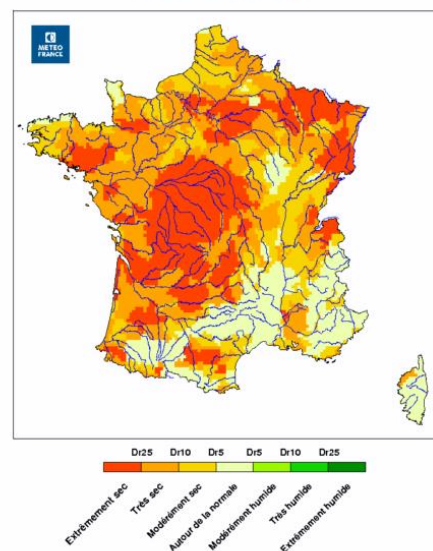 METEO
FRANCE
Dr25 Dr10 Dr5 Dr5 Dr10 Dr25
Extrêmement sec
Très sec
Modérément sec
Autour de la normale
Modérément humide
Très humide
Extrêmement humide